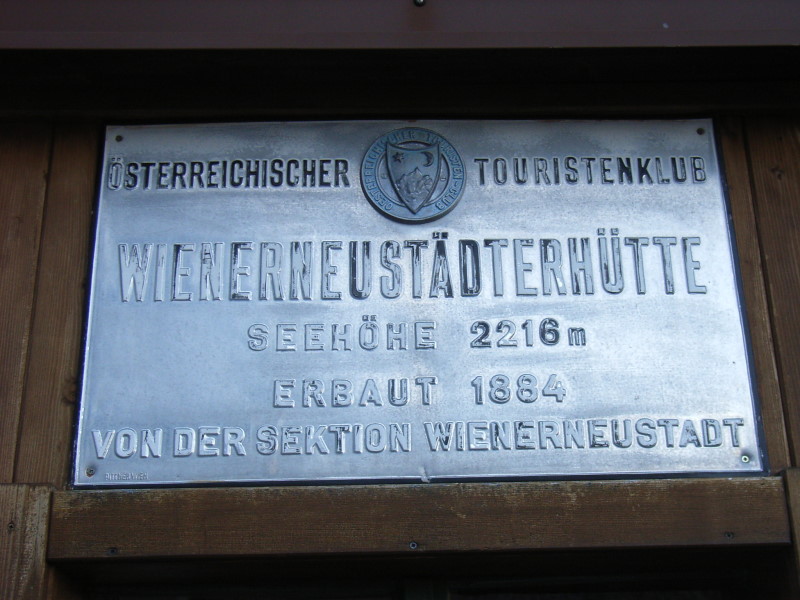 ÖSTERREICHISCHER TOURISTENKLUB
WIENERNEUSTÄDTERHÜTTE
SEEHÖHE 2216 m
ERBAUT 1884
VON DER SEKTION WIENERNEUSTADT